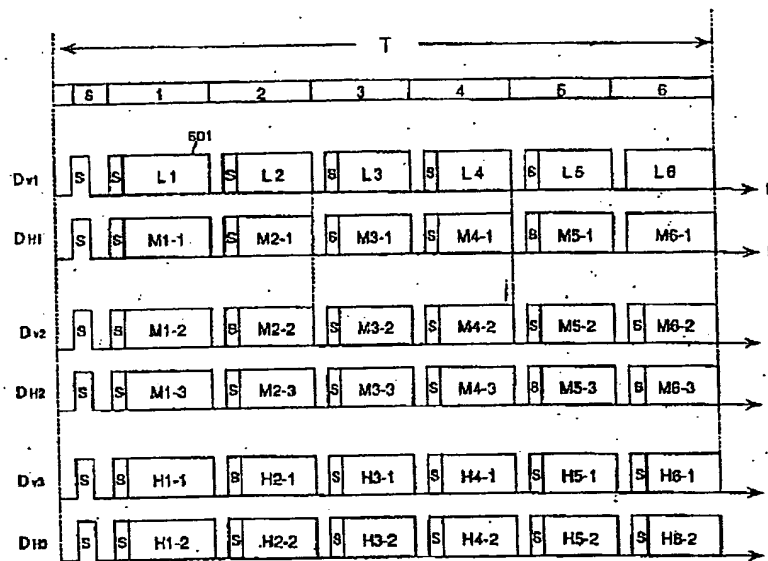 T
S 1 2 3 4 5 6
601
Dv1 S S L1 S L2 S L3 S L4 S L5 L6
DH1 S S M1-1 S M2-1 S M3-1 S M4-1 S M5-1 M6-1
Dv2 S S M1-2 S M2-2 S M3-2 S M4-2 S M5-2 S M6-2
DH2 S S M1-3 S M2-3 S M3-3 S M4-3 S M5-3 S M6-3
Dv3 S S H1-1 S H2-1 S H3-1 S H4-1 S H5-1 S H6-1
DH3 S S H1-2 S H2-2 S H3-2 S H4-2 S H5-2 S H6-2